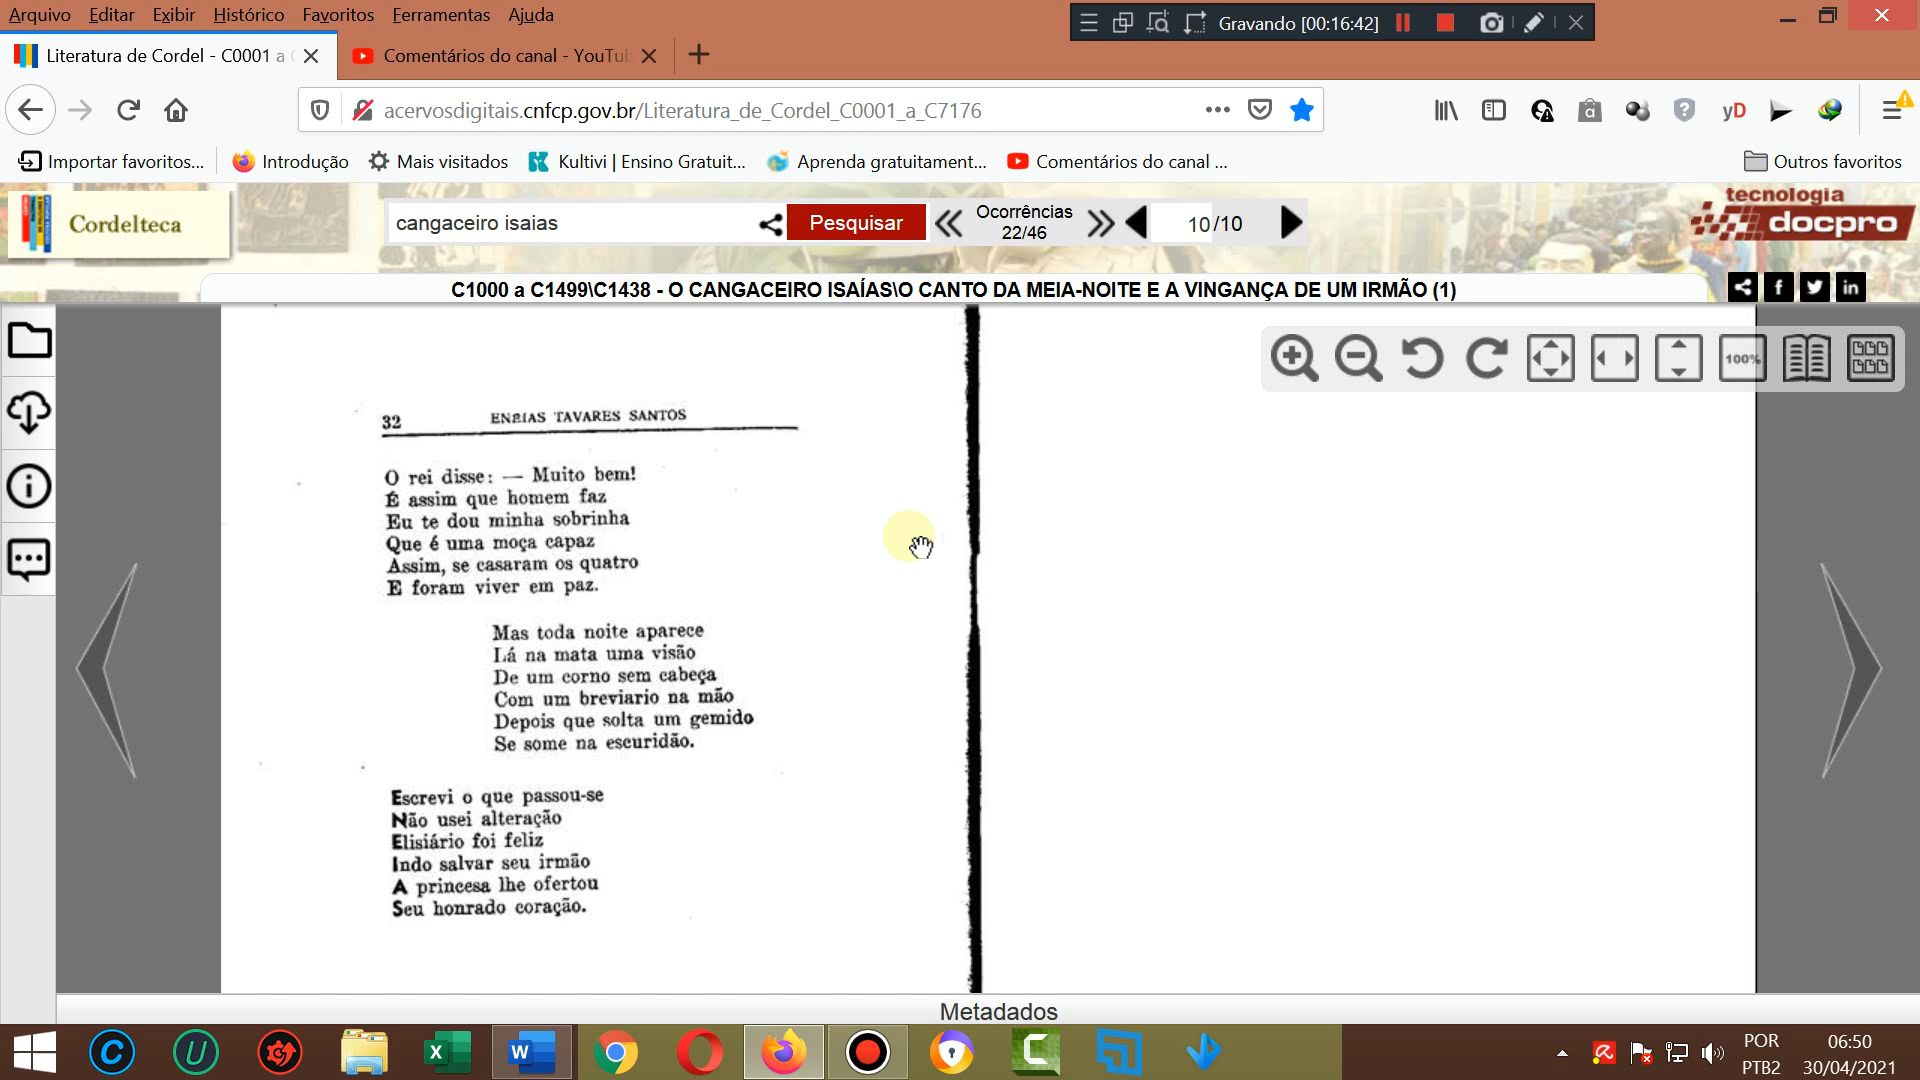 Arquivo Editar Exibir Histórico Favoritos Ferramentas Ajuda
Gravando [00:16:42]
Literatura de Cordel - C0001 a
Comentários do canal - YouTu
acervosdigitais.cnfcp.gov.br/Literatura_de_Cordel_C0001_a_C7176
yD
Importar favoritos...
Introdução
Mais visitados
Kultivi | Ensino Gratuit...
Aprenda gratuitament...
Comentários do canal ...
Outros favoritos
Cordelteca
cangaceiro isaias
Pesquisar
Ocorrências
22/46
10/10
tecnologia
docpro
C1000 a C1499\C1438 - O CANGACEIRO ISAÍAS\O CANTO DA MEIA-NOITE E A VINGANÇA DE UM IRMÃO (1)
100%
32 ENEIAS TAVARES SANTOS
O rei disse: — Muito bem!
É assim que homem faz
Eu te dou minha sobrinha
Que é uma moça capaz
Assim, se casaram os quatro
E foram viver em paz.
Mas toda noite aparece
Lá na mata uma visão
De um corno sem cabeça
Com um breviario na mão
Depois que solta um gemido
Se some na escuridão.
Escrevi o que passou-se
Não usei alteração
Elisiário foi feliz
Indo salvar seu irmão
A princesa lhe ofertou
Seu honrado coração.
Metadados
POR
PTB2
06:50
30/04/2021